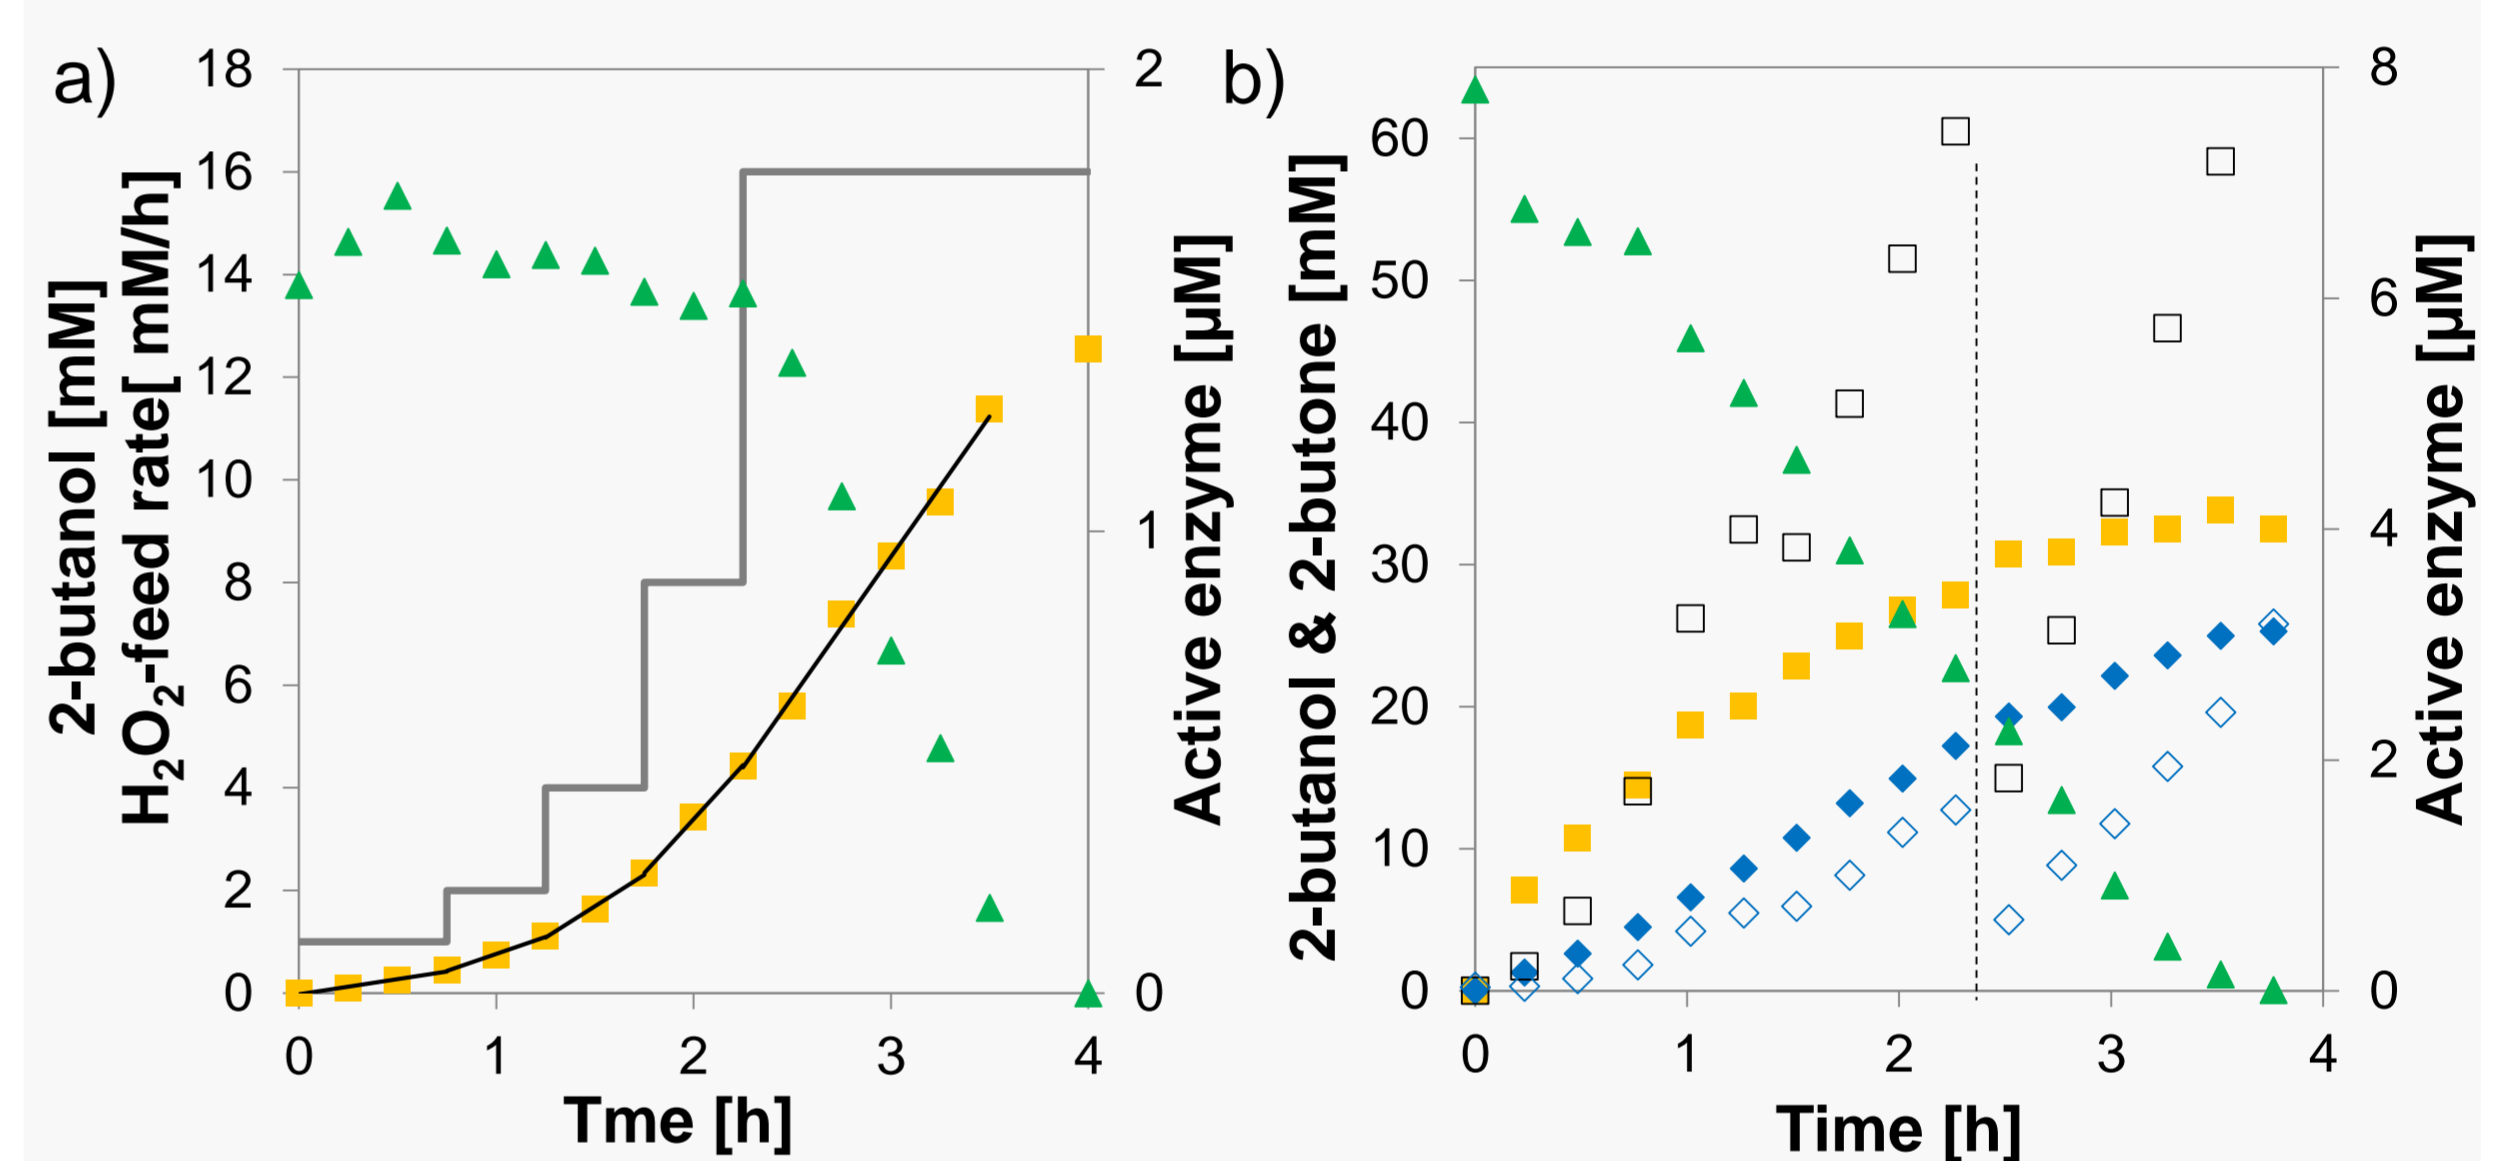 a)
18
16
14
12
10
8
6
4
2
0
2-butanol [mM]
H₂O₂-feed rate[ mM/h]
2
1
0
Active enzyme [µM]
0 1 2 3 4
Tme [h]
b)
60
50
40
30
20
10
0
2-butanol & 2-butone [mM]
8
6
4
2
0
Active enzyme [µM]
0 1 2 3 4
Time [h]